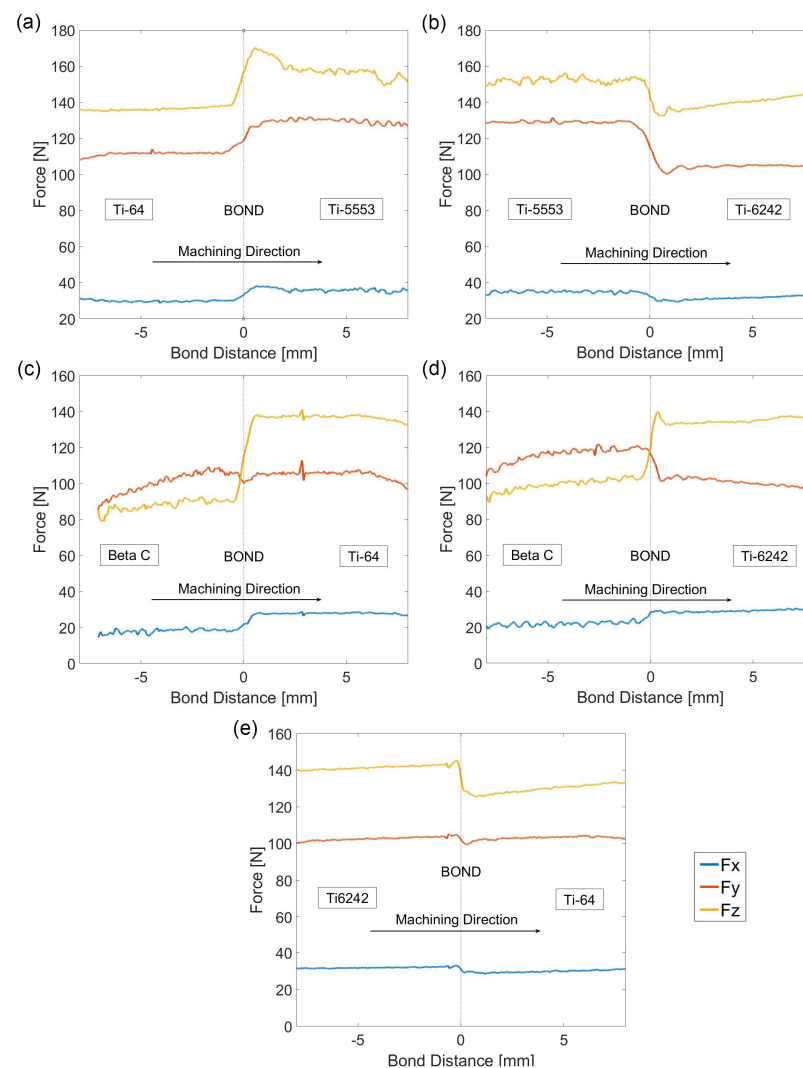 (a)
180
160
140
120
100
80
60
40
20
Force [N]
Ti-64
BOND
Ti-5553
Machining Direction
-5
0
5
Bond Distance [mm]
(b)
180
160
140
120
100
80
60
40
20
Force [N]
Ti-5553
BOND
Ti-6242
Machining Direction
-5
0
5
Bond Distance [mm]
(c)
160
140
120
100
80
60
40
20
0
Force [N]
Beta C
BOND
Ti-64
Machining Direction
-5
0
5
Bond Distance [mm]
(d)
160
140
120
100
80
60
40
20
0
Force [N]
Beta C
BOND
Ti-6242
Machining Direction
-5
0
5
Bond Distance [mm]
(e)
160
140
120
100
80
60
40
20
0
Force [N]
BOND
Ti6242
Ti-64
Machining Direction
-5
0
5
Bond Distance [mm]
Fx
Fy
Fz